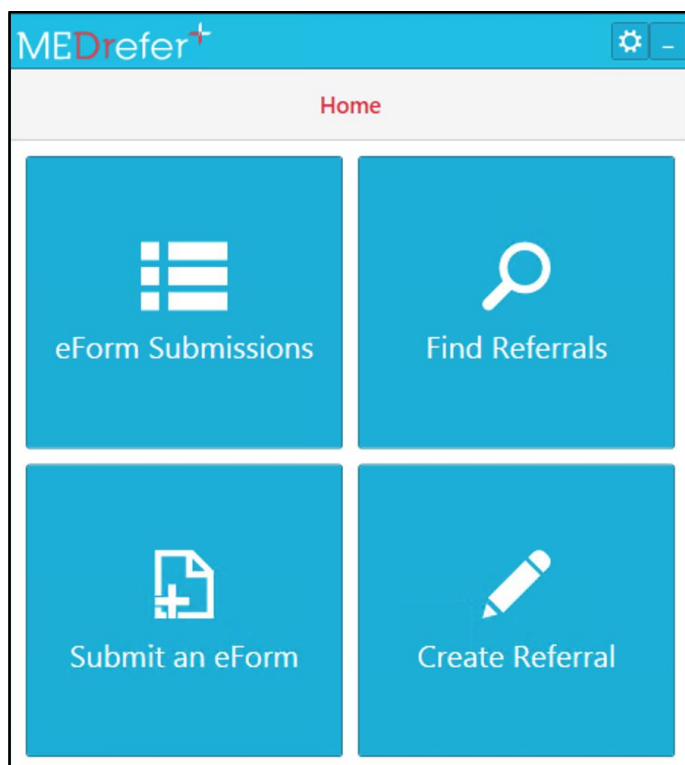 MEDrefer
Home
eForm Submissions
Find Referrals
Submit an eForm
Create Referral